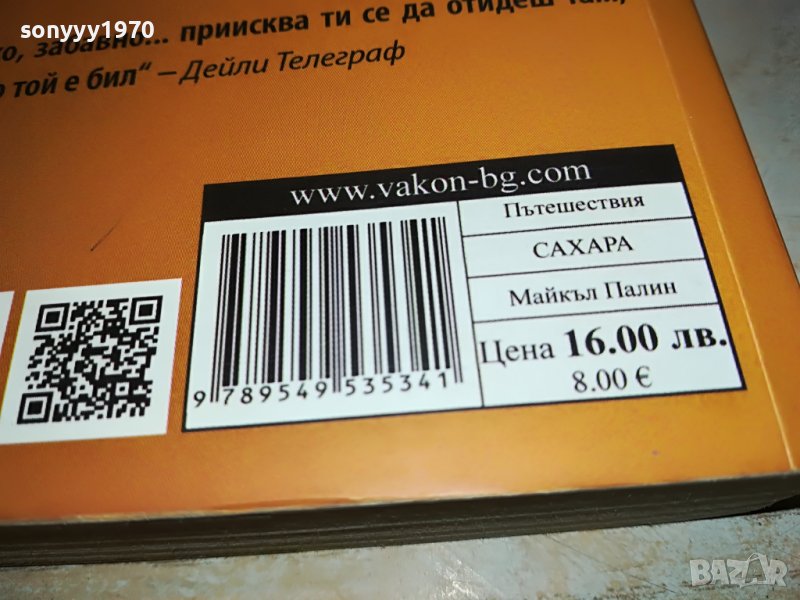 sonyyy1970
забавно... приисква ти се да отидеш там,
той е бил“ – Дейли Телеграф
www.vakon-bg.com
Пътешествия
САХАРА
Майкъл Палин
Цена 16.00 лв.
8.00 €
9 789549 535341
BAZAR